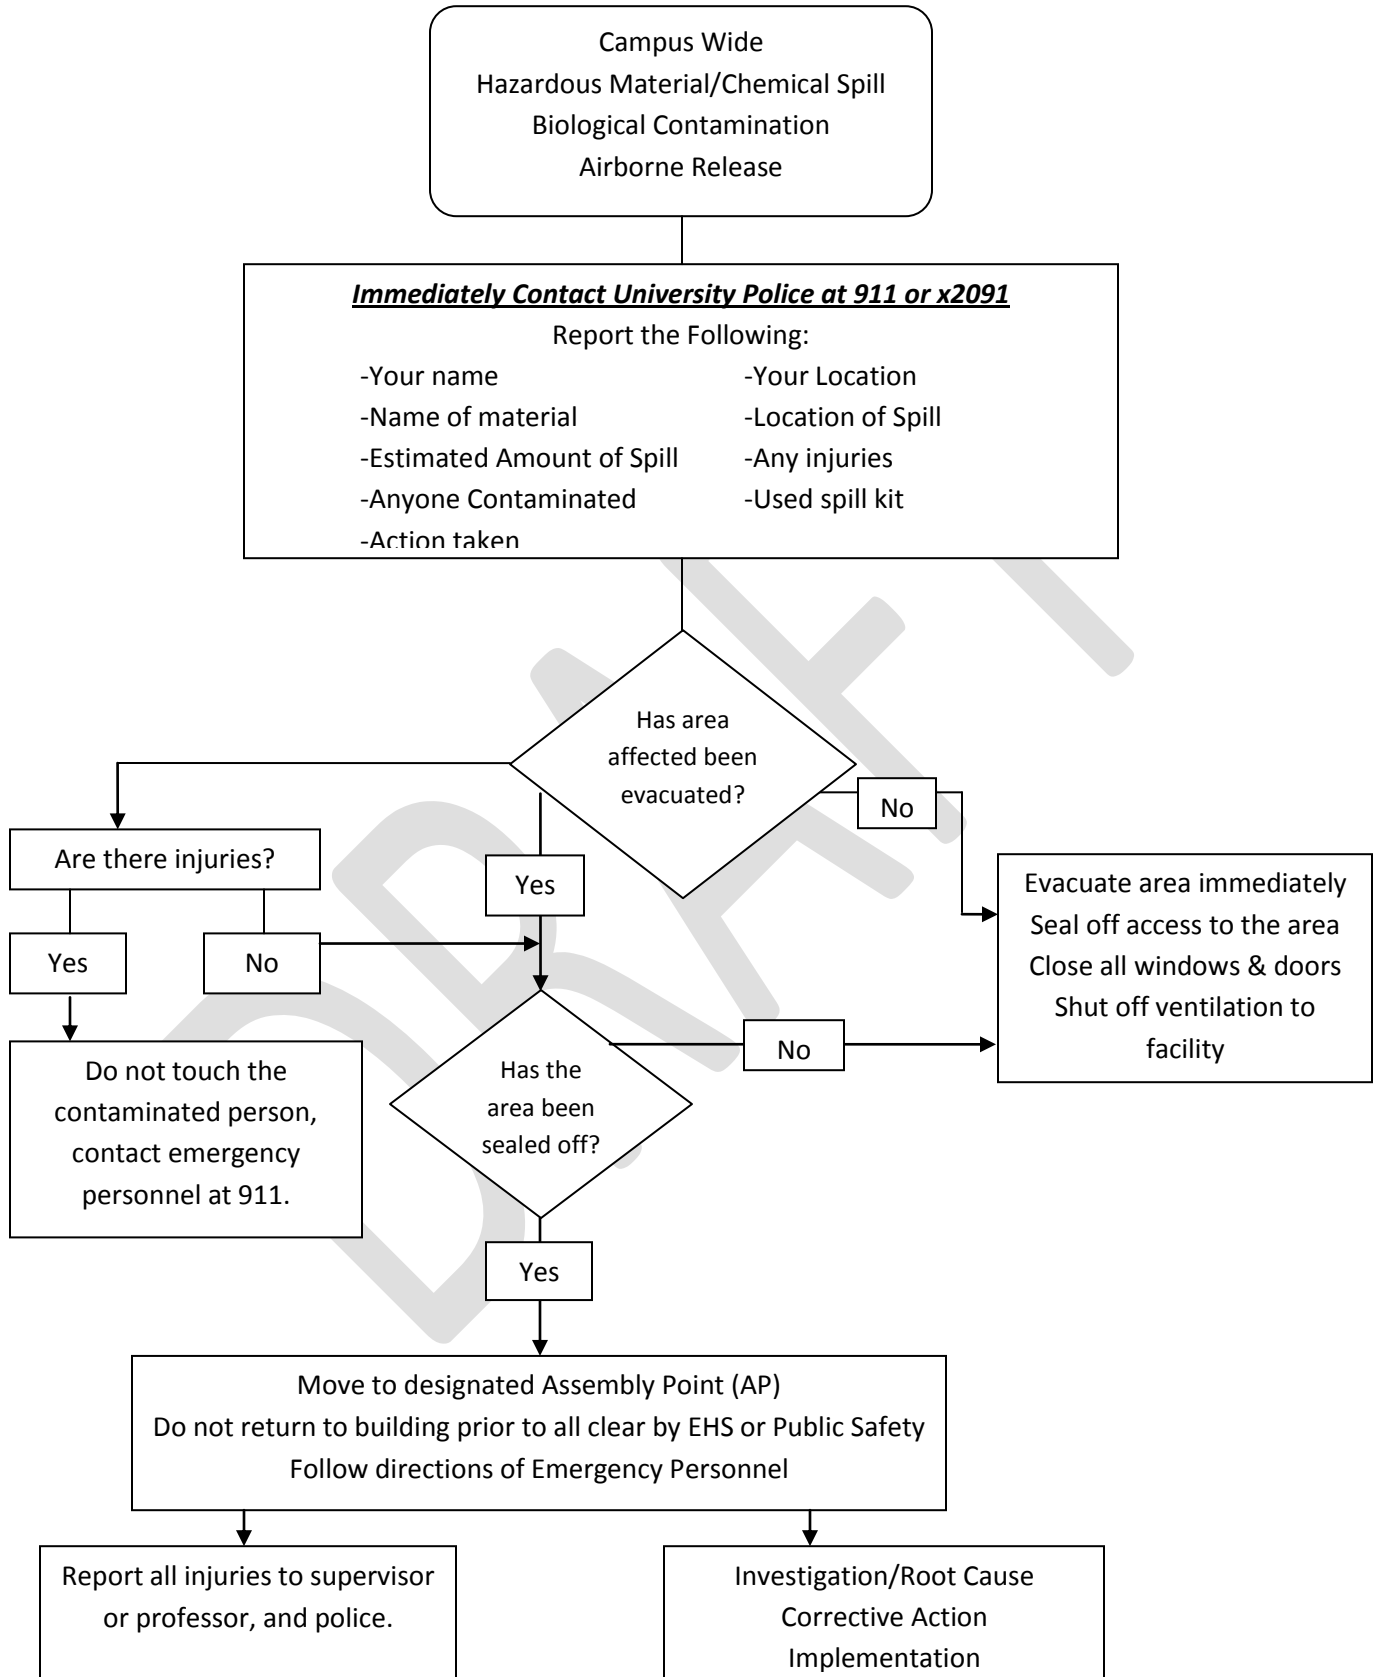 Campus Wide
Hazardous Material/Chemical Spill
Biological Contamination
Airborne Release
Immediately Contact University Police at 911 or x2091
Report the Following:
-Your name
-Your Location
-Name of material
-Location of Spill
-Estimated Amount of Spill
-Any injuries
-Anyone Contaminated
-Used spill kit
-Action taken
Has area
affected been
evacuated?
No
Are there injuries?
Yes
Evacuate area immediately
Seal off access to the area
Close all windows & doors
Shut off ventilation to
facility
Yes
No
Do not touch the
contaminated person,
contact emergency
personnel at 911.
Has the
area been
sealed off?
No
Yes
Move to designated Assembly Point (AP)
Do not return to building prior to all clear by EHS or Public Safety
Follow directions of Emergency Personnel
Report all injuries to supervisor
or professor, and police.
Investigation/Root Cause
Corrective Action
Implementation
DRAFT